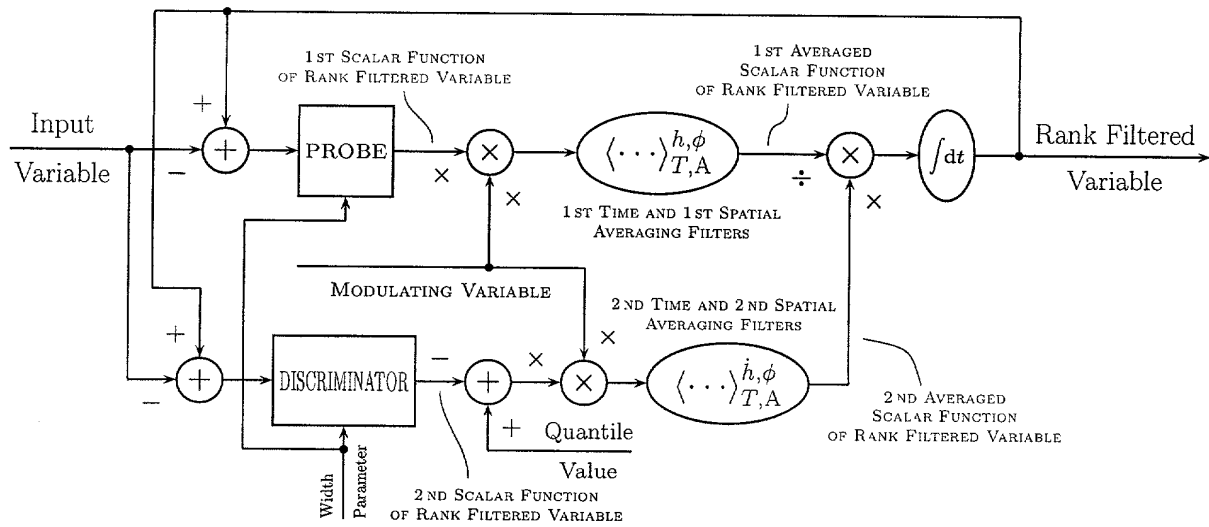 1ST SCALAR FUNCTION
OF RANK FILTERED VARIABLE
1ST AVERAGED
SCALAR FUNCTION
OF RANK FILTERED VARIABLE
Input
Variable
+
−
+
PROBE
×
×
×
⟨· · ·⟩ h,ϕ T,A
÷
×
×
∫dt
Rank Filtered
Variable
1ST TIME AND 1ST SPATIAL
AVERAGING FILTERS
MODULATING VARIABLE
2ND TIME AND 2ND SPATIAL
AVERAGING FILTERS
+
−
+
DISCRIMINATOR
−
+
+
×
×
×
⟨· · ·⟩ ḣ,ϕ T,A
Quantile
Value
2ND AVERAGED
SCALAR FUNCTION
OF RANK FILTERED VARIABLE
Width
Parameter
2ND SCALAR FUNCTION
OF RANK FILTERED VARIABLE